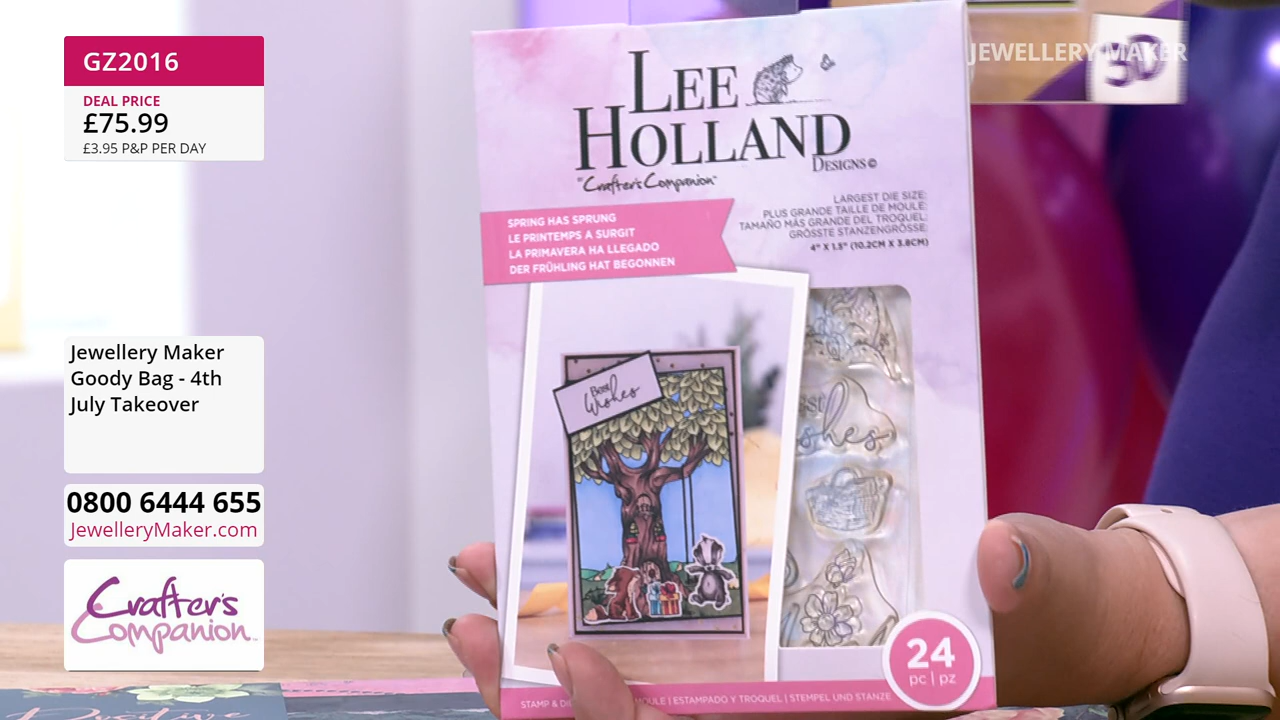 GZ2016
DEAL PRICE
£75.99
£3.95 P&P PER DAY
Jewellery Maker
Goody Bag - 4th
July Takeover
0800 6444 655
JewelleryMaker.com
Crafter's
Companion
JEWELLERY MAKER
LEE
HOLLAND
DESIGNS ©
"Crafter's Companion"
SPRING HAS SPRUNG
LE PRINTEMPS A SURGIT
LA PRIMAVERA HA LLEGADO
DER FRÜHLING HAT BEGONNEN
LARGEST DIE SIZE:
PLUS GRANDE TAILLE DE MOULE:
TAMAÑO MÁS GRANDE DEL TROQUEL:
GRÖSSTE STANZENGRÖSSE:
4" X 1.5" (10.2CM X 3.8CM)
Best
Wishes
24
pc | pz
STAMP & MOULE | ESTAMPADO Y TROQUEL | STEMPEL UND STANZE